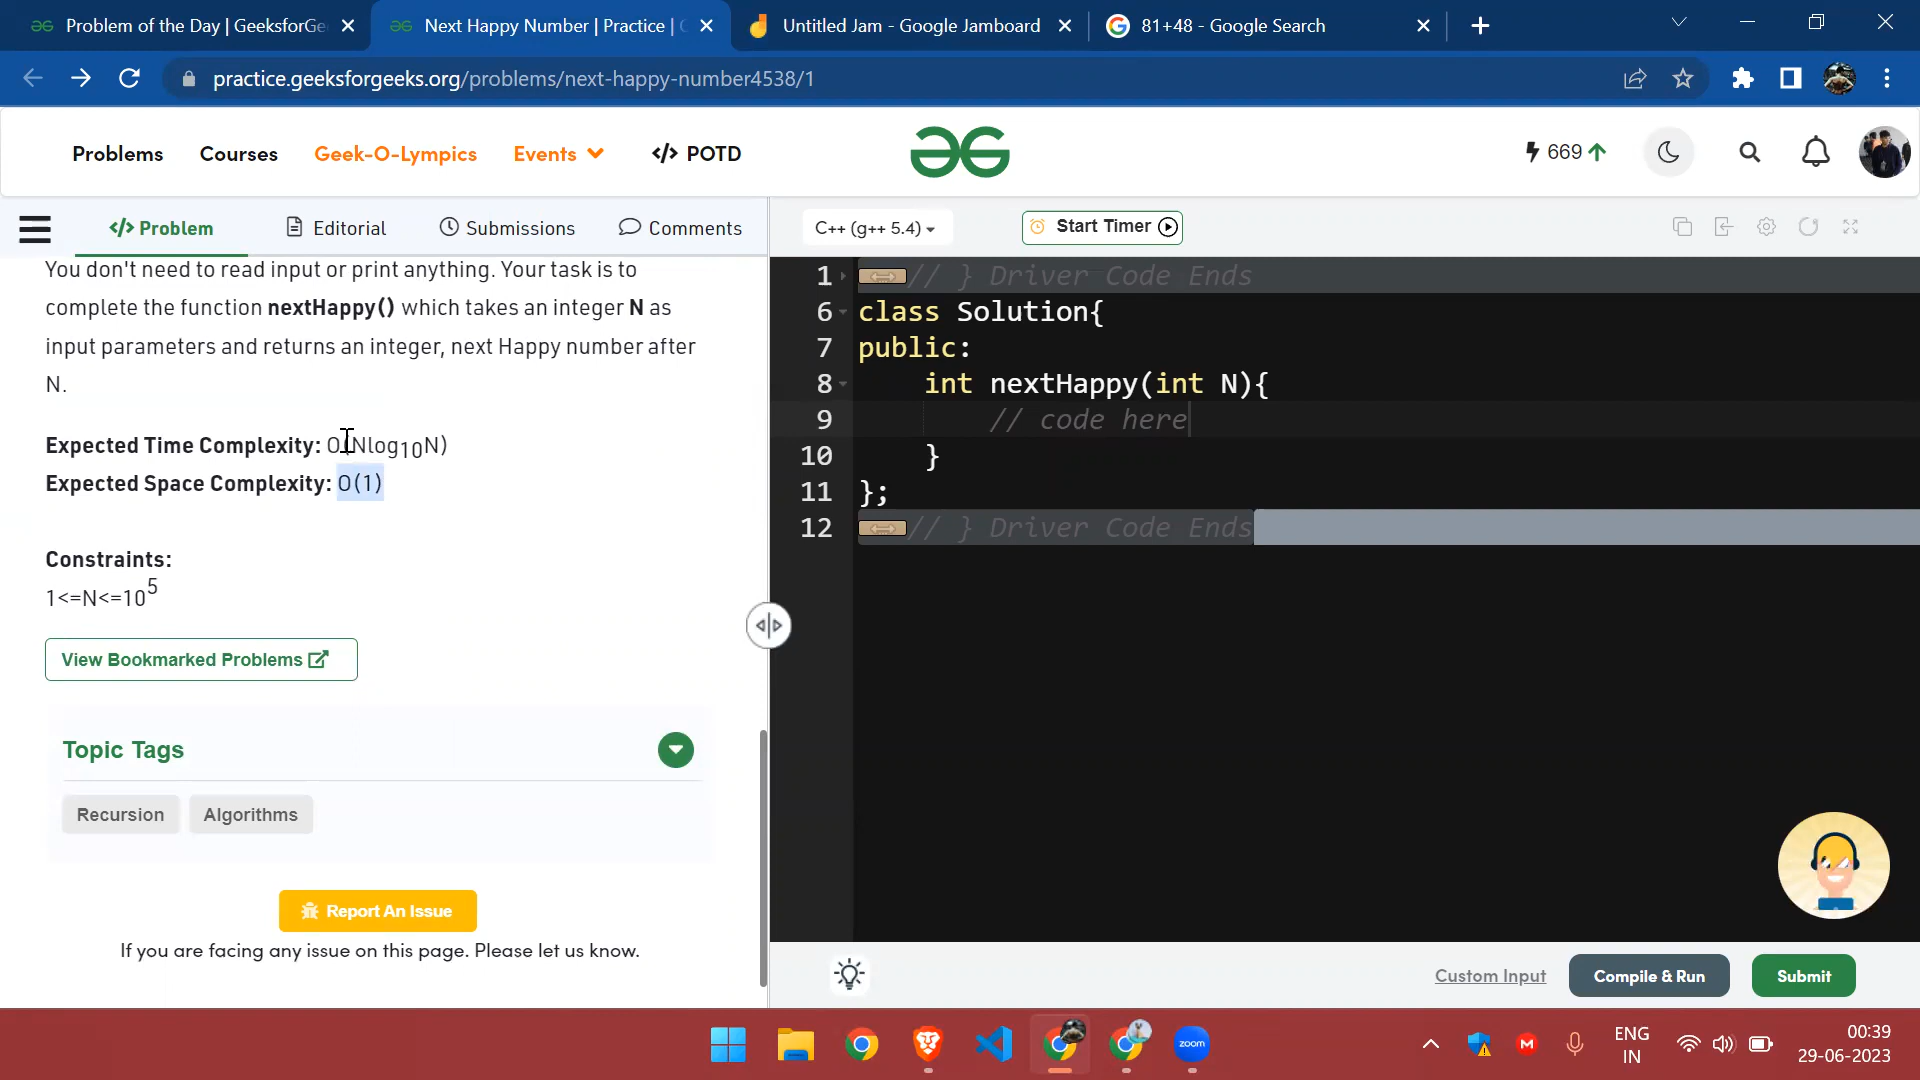 Problem of the Day | GeeksforGe
Next Happy Number | Practice |
Untitled Jam - Google Jamboard
81+48 - Google Search
practice.geeksforgeeks.org/problems/next-happy-number4538/1
Problems
Courses
Geek-O-Lympics
Events
</> POTD
669
</> Problem
Editorial
Submissions
Comments
C++ (g++ 5.4)
Start Timer
You don't need to read input or print anything. Your task is to
complete the function nextHappy() which takes an integer N as
input parameters and returns an integer, next Happy number after
N.
Expected Time Complexity: O(Nlog10N)
Expected Space Complexity: O(1)
Constraints:
1<=N<=10^5
View Bookmarked Problems
Topic Tags
Recursion
Algorithms
Report An Issue
If you are facing any issue on this page. Please let us know.
1 // } Driver Code Ends
6 class Solution{
7 public:
8 int nextHappy(int N){
9 // code here
10 }
11 };
12 // } Driver Code Ends
Custom Input
Compile & Run
Submit
zoom
M
ENG
IN
00:39
29-06-2023